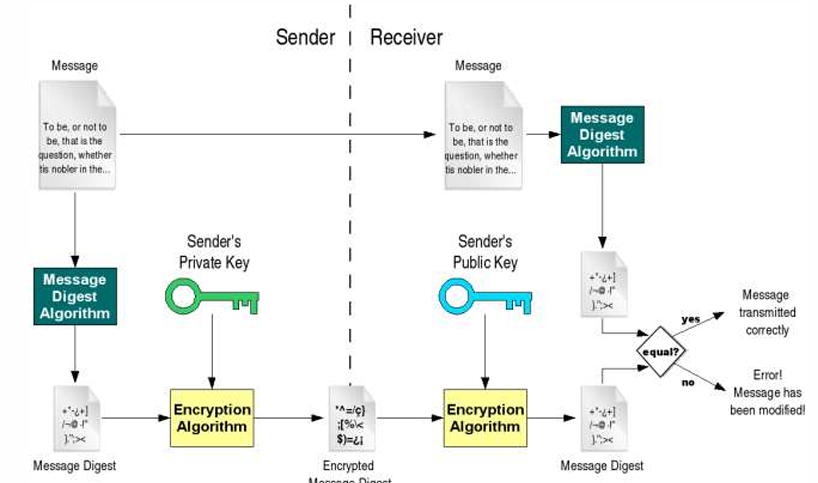 Sender
Receiver
Message
To be, or not to
be, that is the
question, whether
tis nobler in the...
Message
To be, or not to
be, that is the
question, whether
tis nobler in the...
Message
Digest
Algorithm
Sender's
Private Key
Sender's
Public Key
Message
Digest
Algorithm
+*-¿+]
/¬@·!"
}.";><
yes
Message
transmitted
correctly
equal?
no
Error!
Message has
been modified!
+*-¿+]
/¬@·!"
}.";><
Message Digest
Encryption
Algorithm
*^=/ç}
;[%\<
$)=¿¡
Encrypted
Message Digest
Encryption
Algorithm
+*-¿+]
/¬@·!"
}.";><
Message Digest